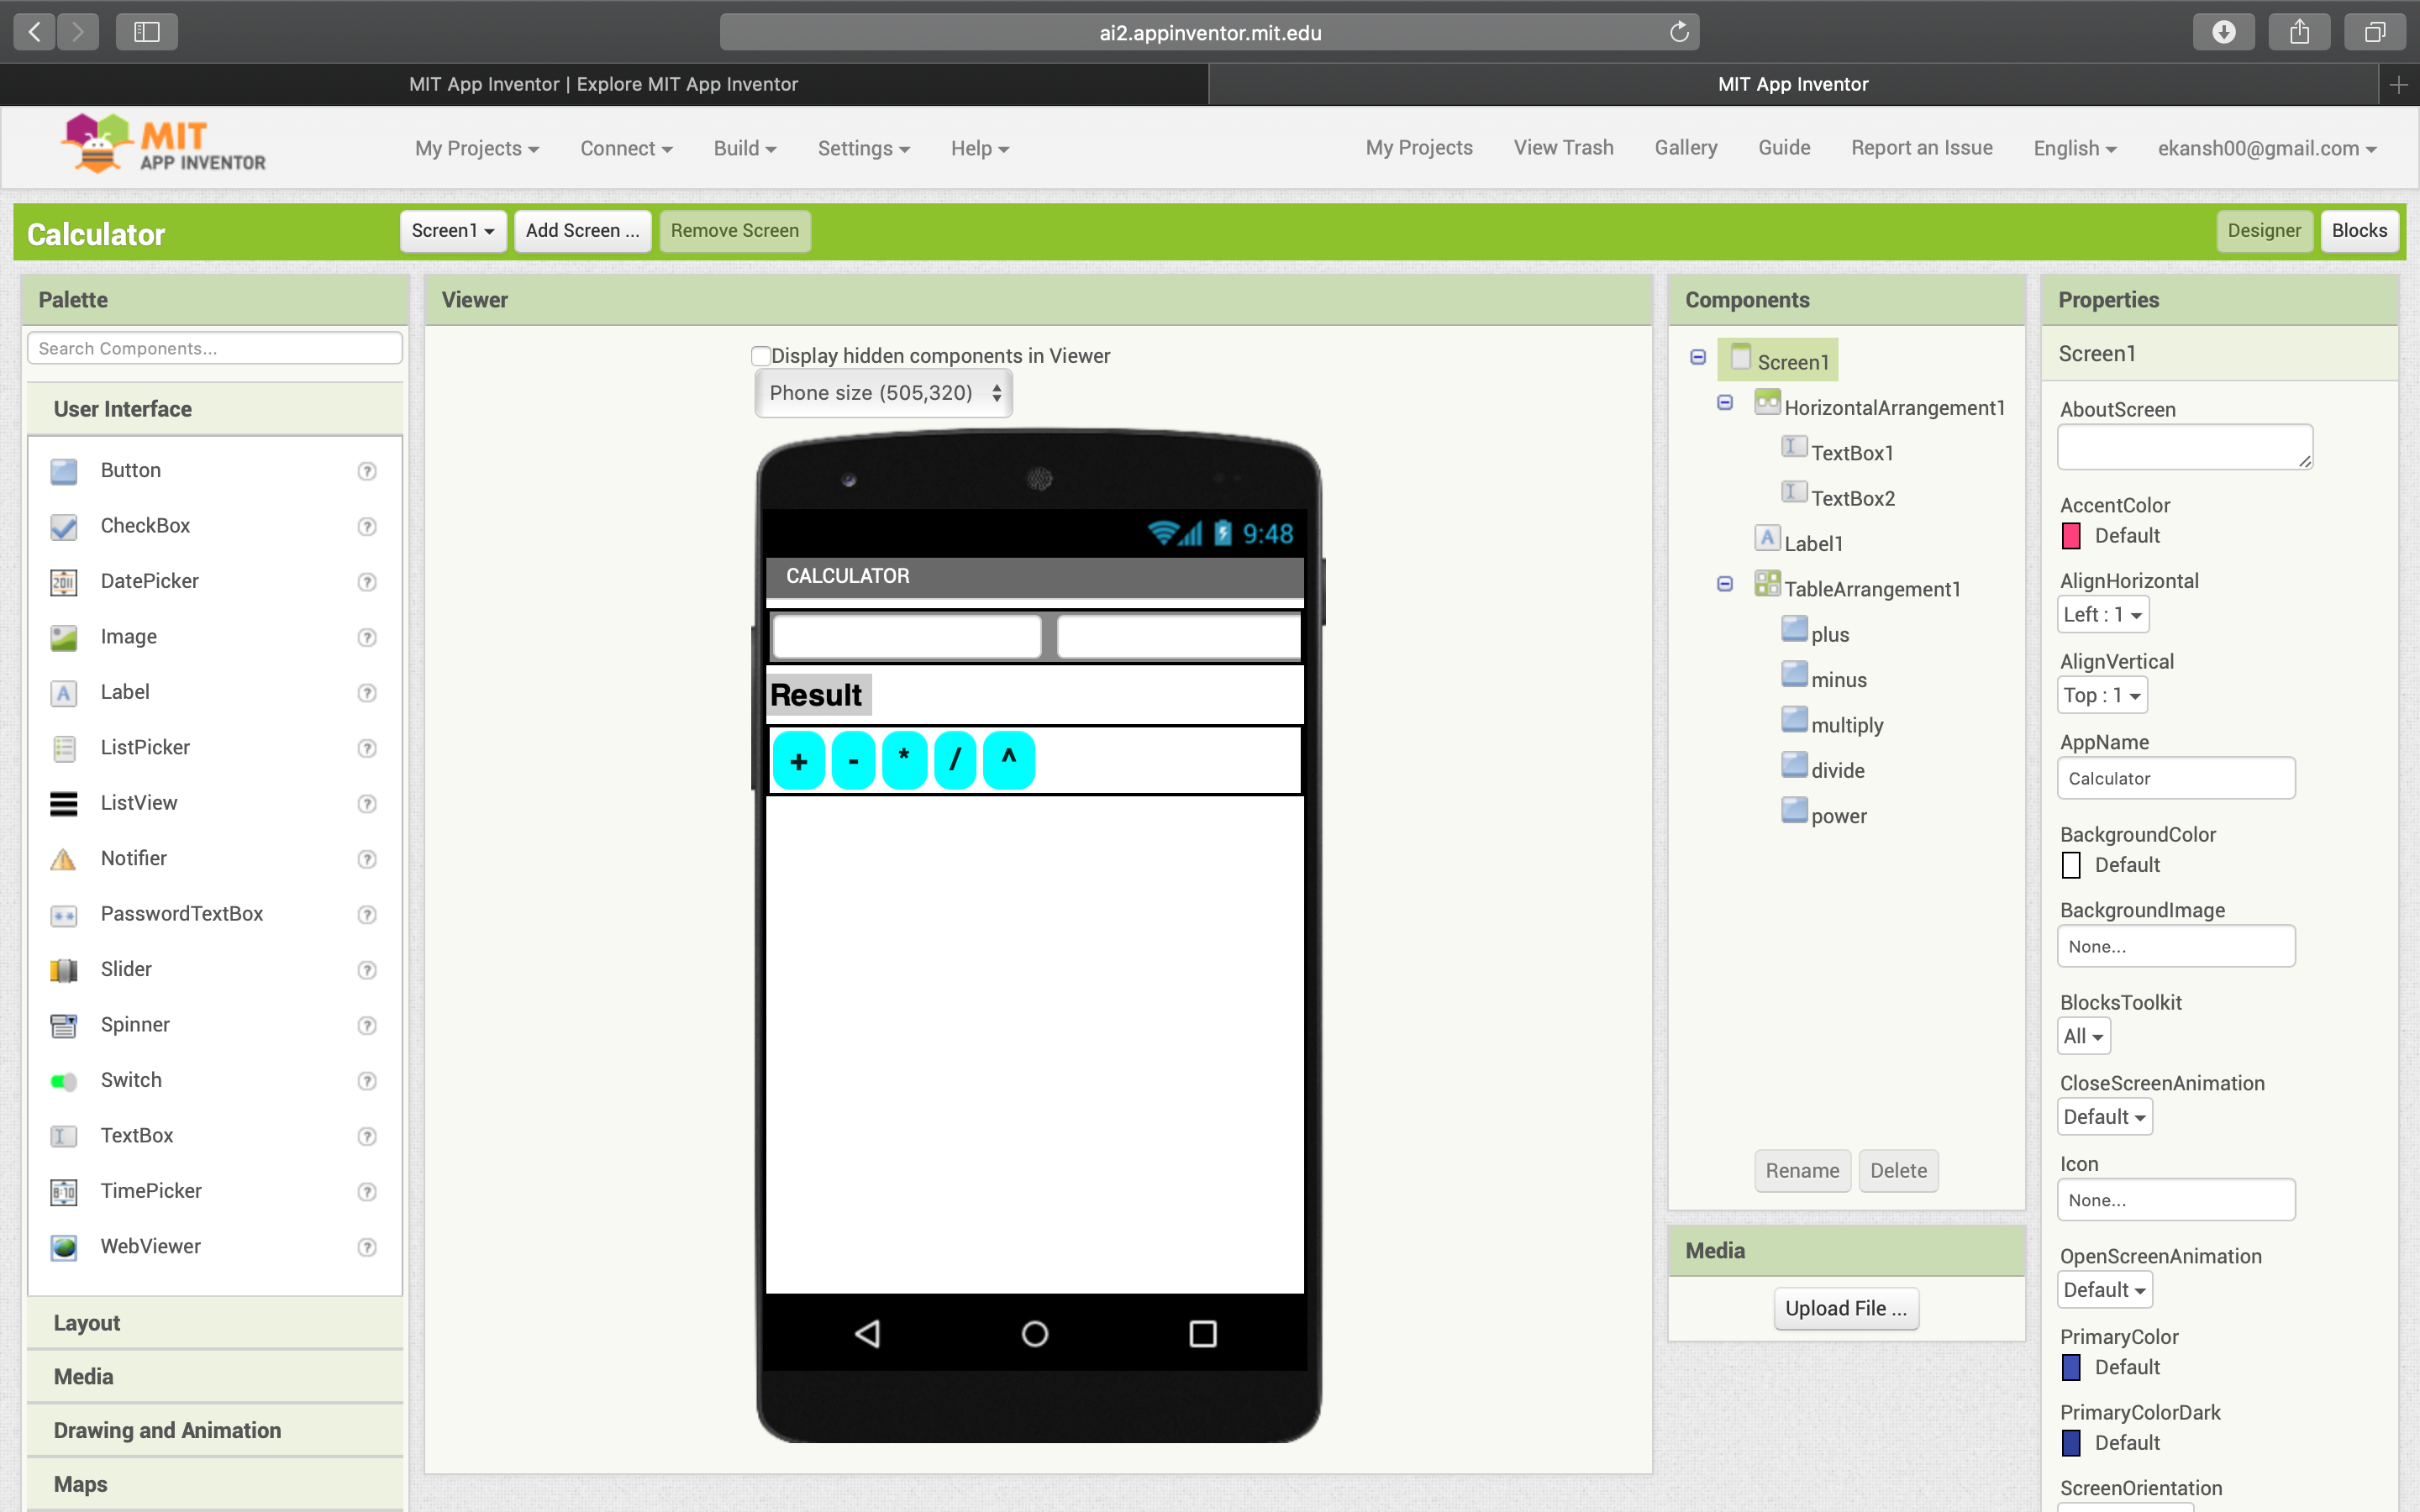 ai2.appinventor.mit.edu
MIT App Inventor | Explore MIT App Inventor
MIT App Inventor
MIT
APP INVENTOR
My Projects
Connect
Build
Settings
Help
My Projects
View Trash
Gallery
Guide
Report an Issue
English
ekansh00@gmail.com
Calculator
Screen1
Add Screen ...
Remove Screen
Designer
Blocks
Palette
Search Components...
User Interface
Button
?
CheckBox
?
DatePicker
?
Image
?
Label
?
ListPicker
?
ListView
?
Notifier
?
PasswordTextBox
?
Slider
?
Spinner
?
Switch
?
TextBox
?
TimePicker
?
WebViewer
?
Layout
Media
Drawing and Animation
Maps
Viewer
Display hidden components in Viewer
Phone size (505,320)
9:48
CALCULATOR
Result
+ - * / ^
Components
Screen1
HorizontalArrangement1
TextBox1
TextBox2
Label1
TableArrangement1
plus
minus
multiply
divide
power
Rename
Delete
Media
Upload File ...
Properties
Screen1
AboutScreen
AccentColor
Default
AlignHorizontal
Left : 1
AlignVertical
Top : 1
AppName
Calculator
BackgroundColor
Default
BackgroundImage
None...
BlocksToolkit
All
CloseScreenAnimation
Default
Icon
None...
OpenScreenAnimation
Default
PrimaryColor
Default
PrimaryColorDark
Default
ScreenOrientation